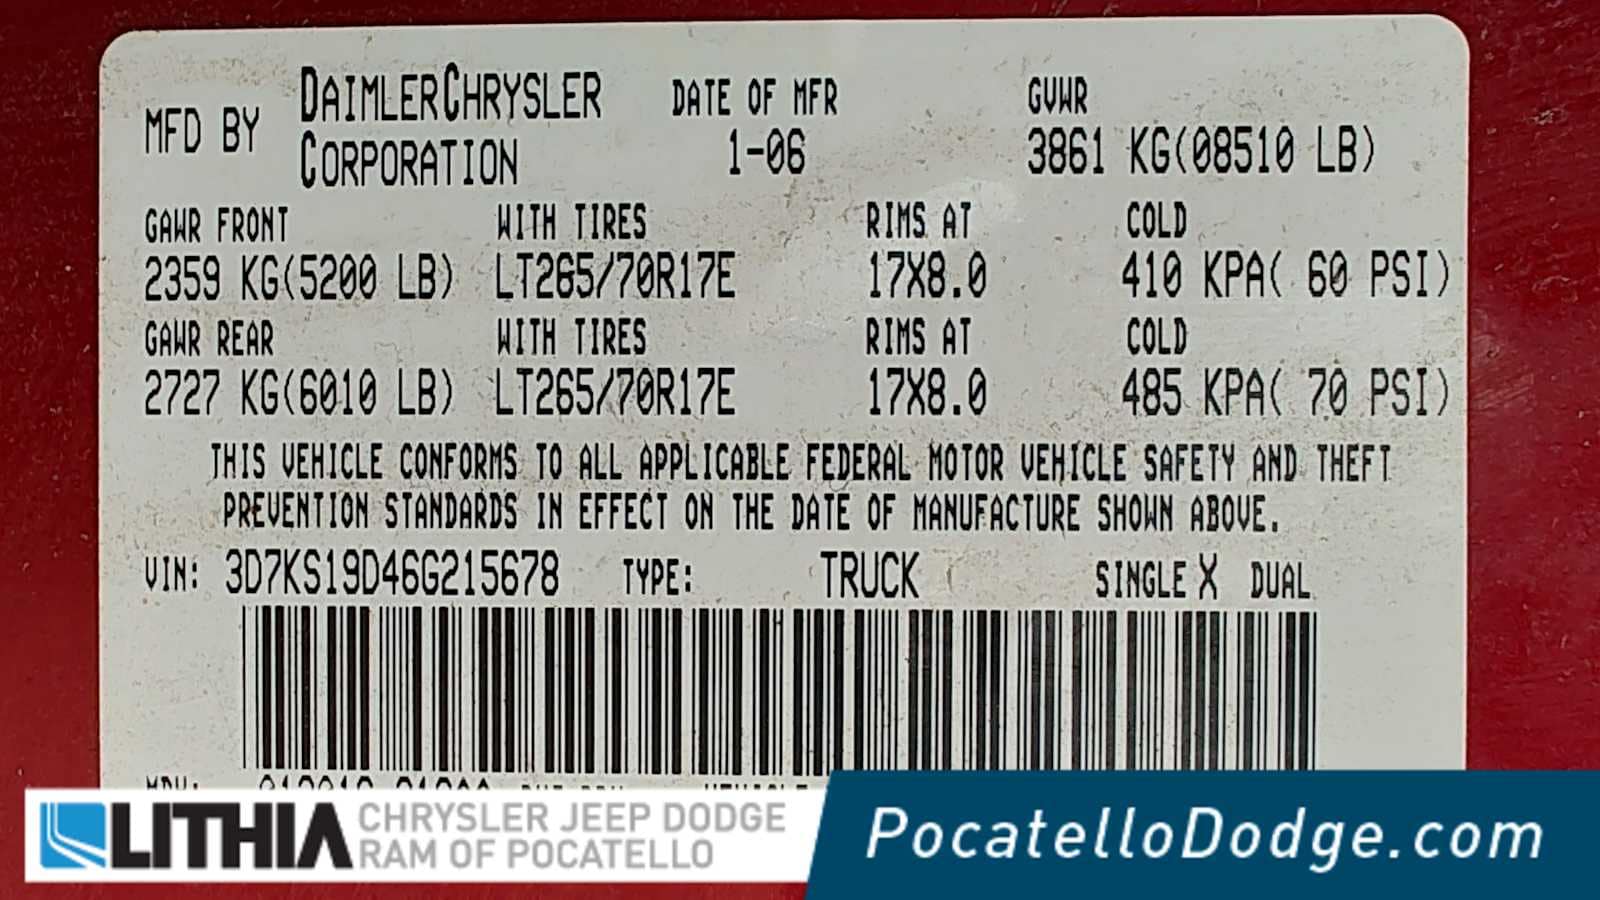 MFD BY DAIMLERCHRYSLER CORPORATION DATE OF MFR 1-06 GVWR 3861 KG(08510 LB)
GAWR FRONT WITH TIRES RIMS AT COLD
2359 KG(5200 LB) LT265/70R17E 17X8.0 410 KPA( 60 PSI)
GAWR REAR WITH TIRES RIMS AT COLD
2727 KG(6010 LB) LT265/70R17E 17X8.0 485 KPA( 70 PSI)
THIS VEHICLE CONFORMS TO ALL APPLICABLE FEDERAL MOTOR VEHICLE SAFETY AND THEFT
PREVENTION STANDARDS IN EFFECT ON THE DATE OF MANUFACTURE SHOWN ABOVE.
VIN: 3D7KS19D46G215678 TYPE: TRUCK SINGLE X DUAL
LITHIA CHRYSLER JEEP DODGE
RAM OF POCATELLO
PocatelloDodge.com